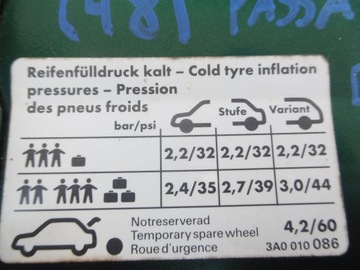 (48) PASSA
Reifenfülldruck kalt – Cold tyre inflation
pressures – Pression
des pneus froids
Stufe Variant
bar/psi
2,2/32 2,2/32 2,2/32
2,4/35 2,7/39 3,0/44
Notreserverad
Temporary spare wheel 4,2/60
Roue d´urgence 3A0 010 086